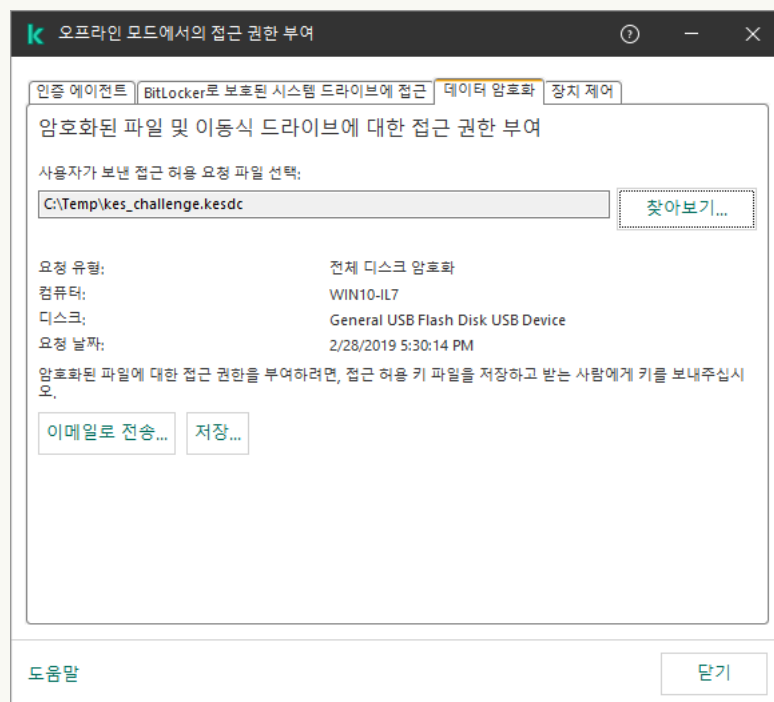 오프라인 모드에서의 접근 권한 부여
인증 에이전트 BitLocker로 보호된 시스템 드라이브에 접근 데이터 암호화 장치 제어
암호화된 파일 및 이동식 드라이브에 대한 접근 권한 부여
사용자가 보낸 접근 허용 요청 파일 선택:
C:\Temp\kes_challenge.kesdc 찾아보기...
요청 유형: 전체 디스크 암호화
컴퓨터: WIN10-IL7
디스크: General USB Flash Disk USB Device
요청 날짜: 2/28/2019 5:30:14 PM
암호화된 파일에 대한 접근 권한을 부여하려면, 접근 허용 키 파일을 저장하고 받는 사람에게 키를 보내주십시
오.
이메일로 전송... 저장...
도움말 닫기